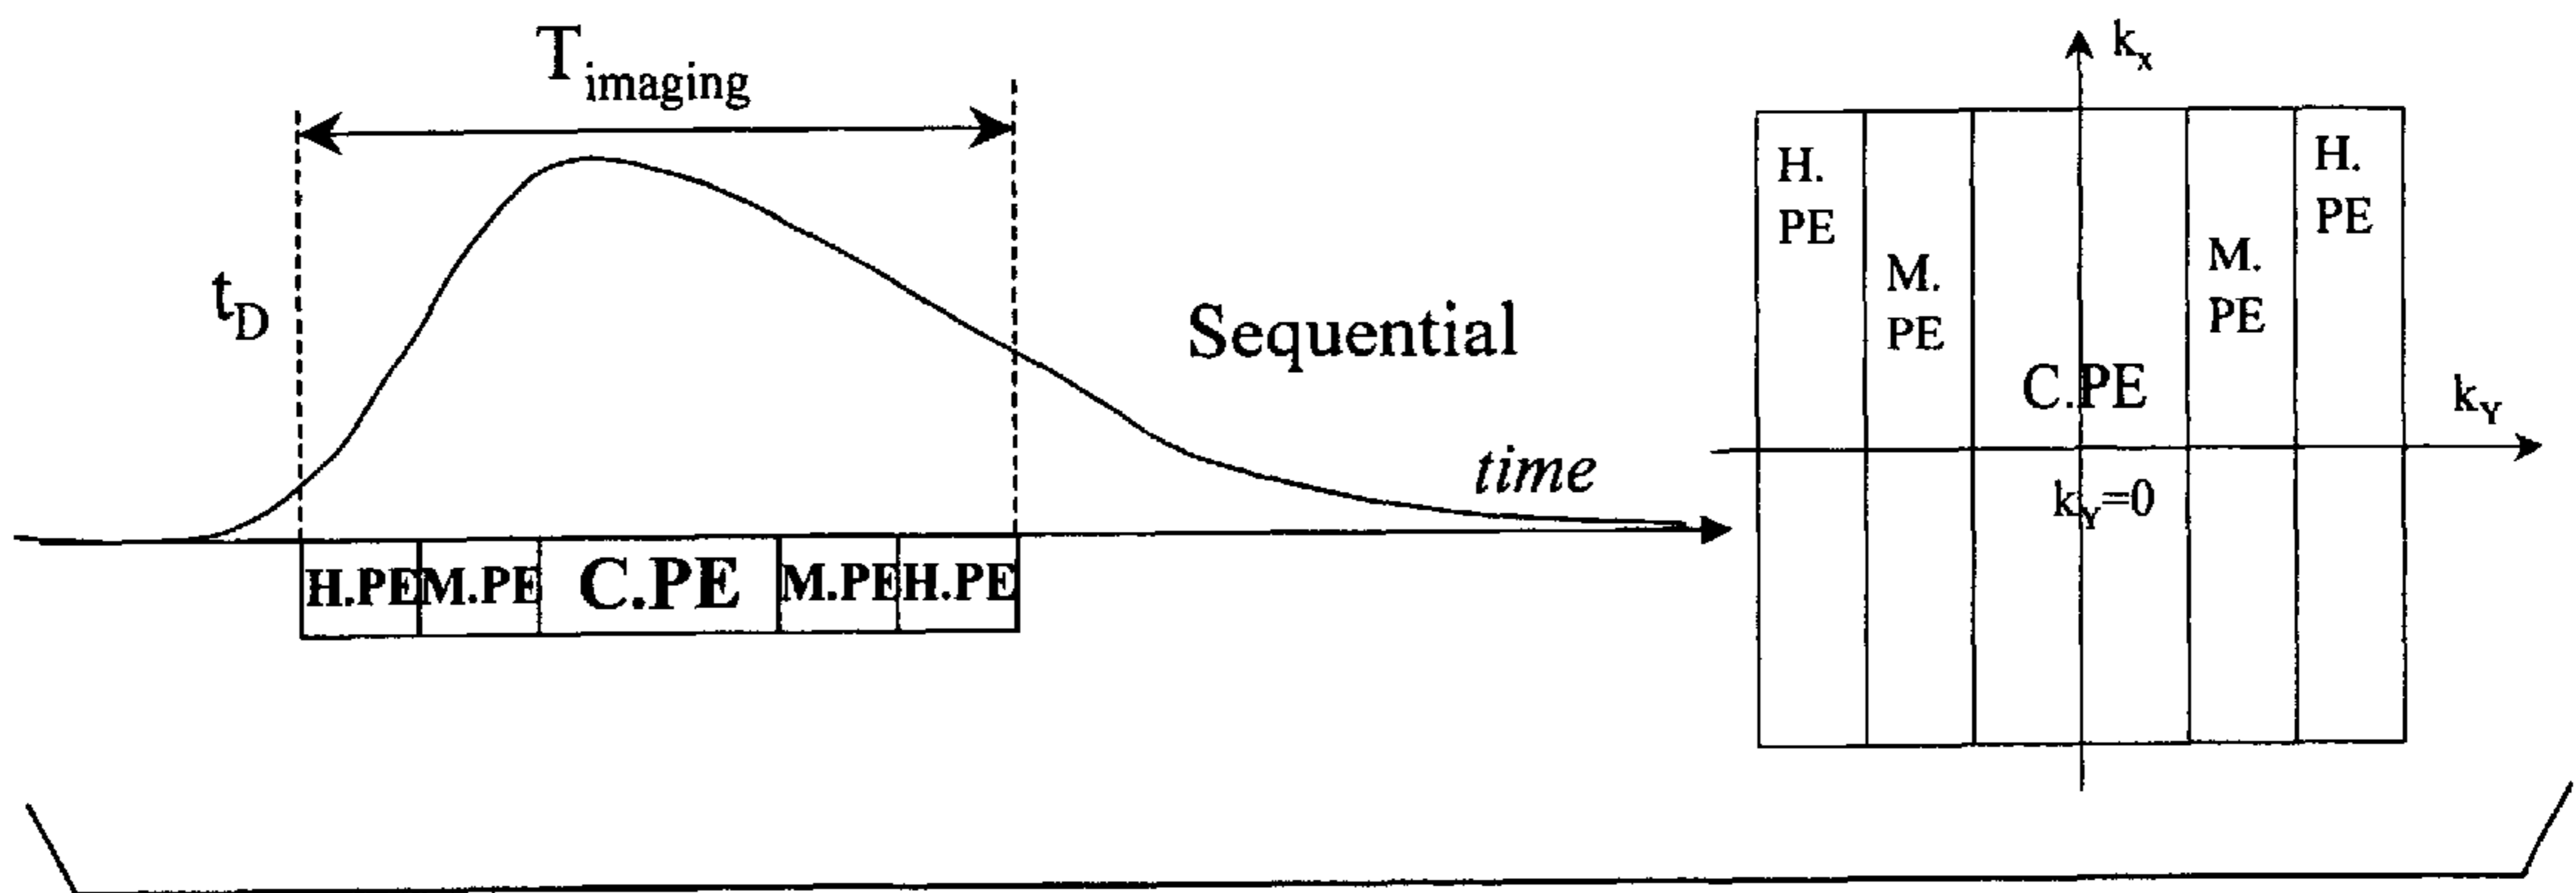 T imaging
t D
Sequential
time
H.PE M.PE C.PE M.PE H.PE
k x
H.
PE
M.
PE
C.PE
M.
PE
H.
PE
k Y
k Y =0